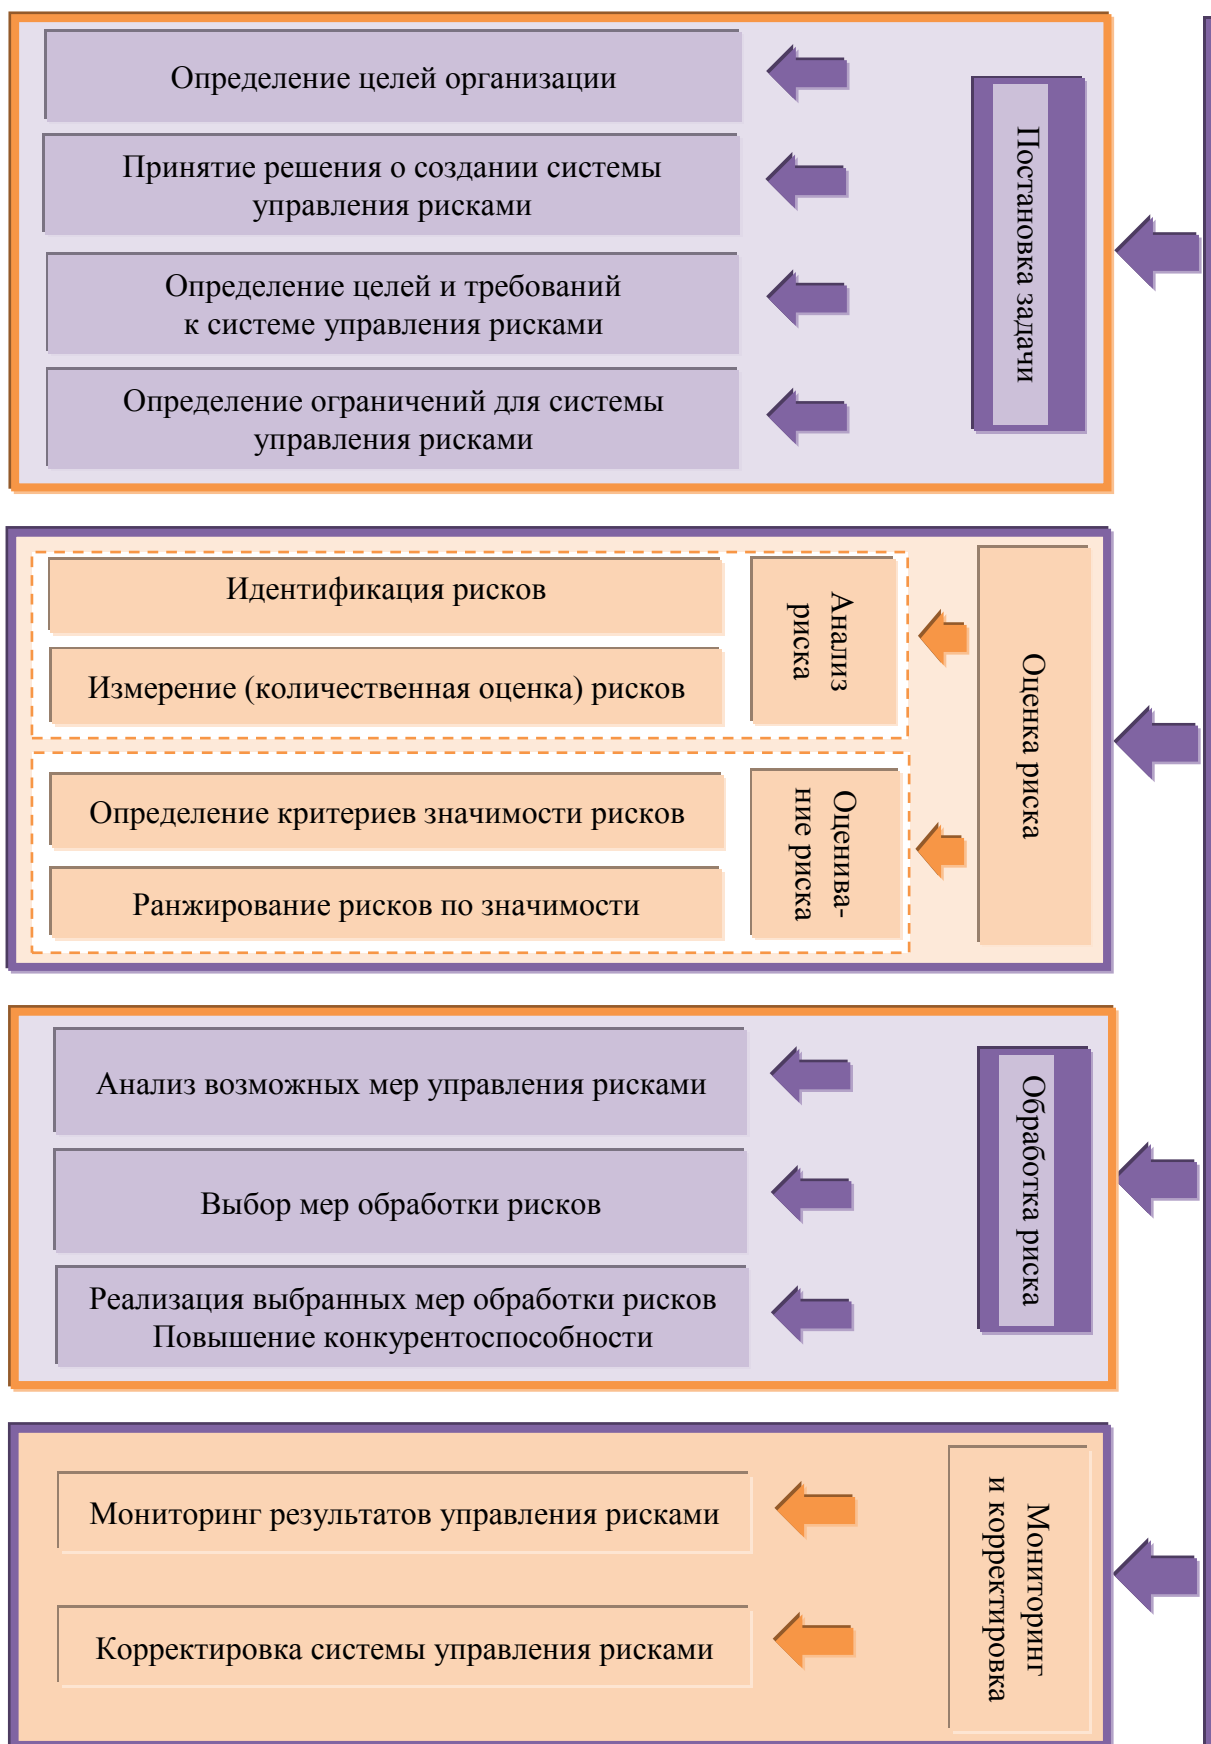 Постановка задачи
Определение целей организации
Принятие решения о создании системы
управления рисками
Определение целей и требований
к системе управления рисками
Определение ограничений для системы
управления рисками
Оценка риска
Анализ
риска
Идентификация рисков
Измерение (количественная оценка) рисков
Оценива-
ние риска
Определение критериев значимости рисков
Ранжирование рисков по значимости
Обработка риска
Анализ возможных мер управления рисками
Выбор мер обработки рисков
Реализация выбранных мер обработки рисков
Повышение конкурентоспособности
Мониторинг
и корректировка
Мониторинг результатов управления рисками
Корректировка системы управления рисками